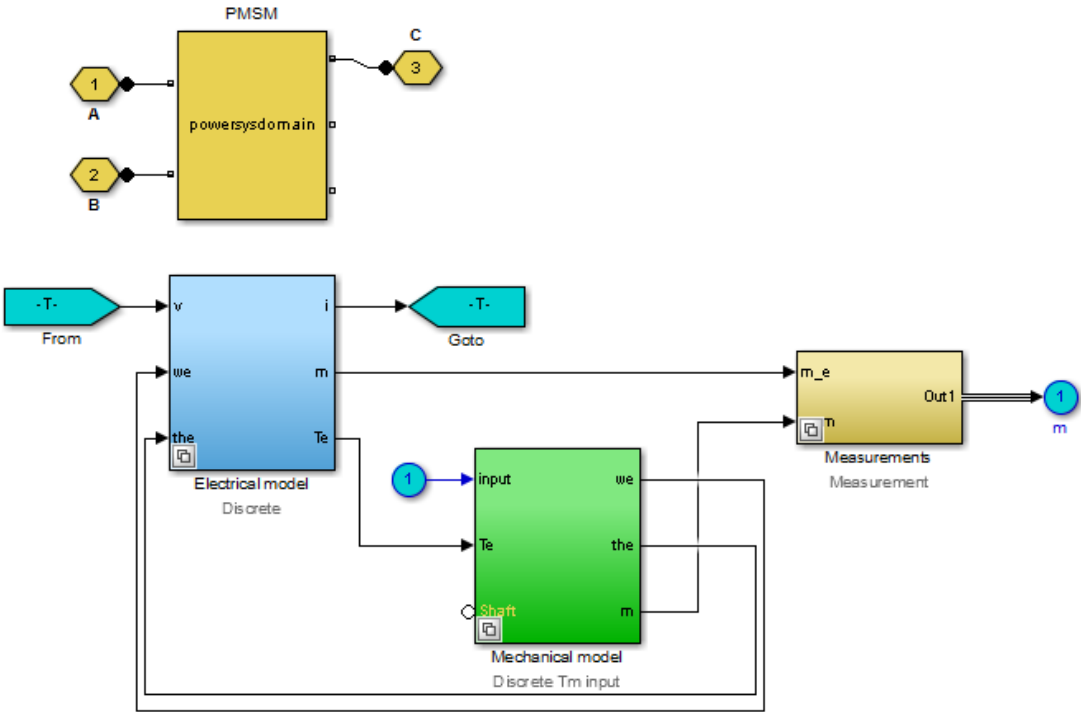 PMSM
C
1
3
A
powersysdomain
2
B
-T-
From
v
i
-T-
Goto
we
m
m_e
Out1
1
m
the
Te
n
Electrical model
Discrete
Measurements
Measurement
1
input
we
Te
the
Shaft
m
Mechanical model
Discrete Tm input